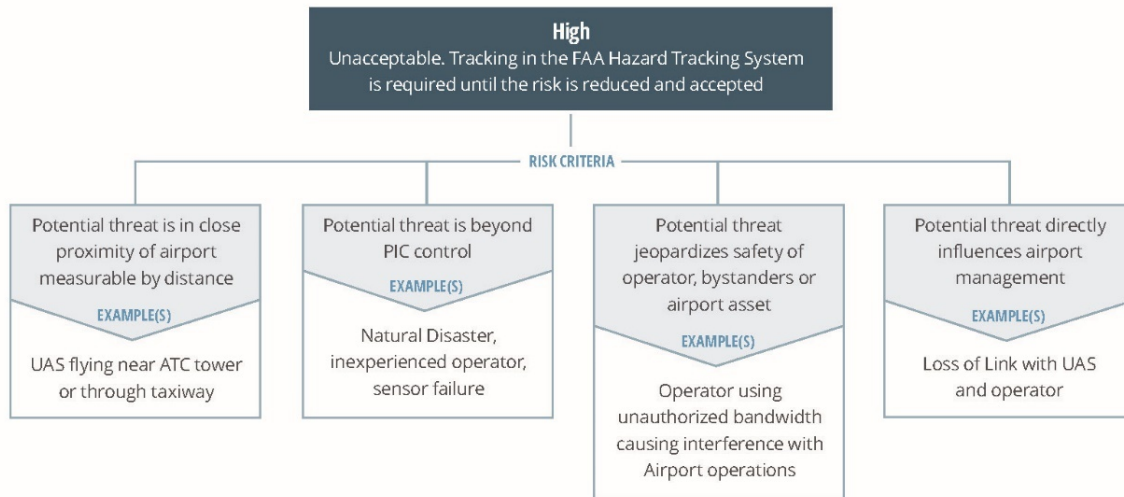 High
Unacceptable. Tracking in the FAA Hazard Tracking System
is required until the risk is reduced and accepted
RISK CRITERIA
Potential threat is in close
proximity of airport
measurable by distance
EXAMPLE(S)
UAS flying near ATC tower
or through taxiway
Potential threat is beyond
PIC control
EXAMPLE(S)
Natural Disaster,
inexperienced operator,
sensor failure
Potential threat
jeopardizes safety of
operator, bystanders or
airport asset
EXAMPLE(S)
Operator using
unauthorized bandwidth
causing interference with
Airport operations
Potential threat directly
influences airport
management
EXAMPLE(S)
Loss of Link with UAS
and operator